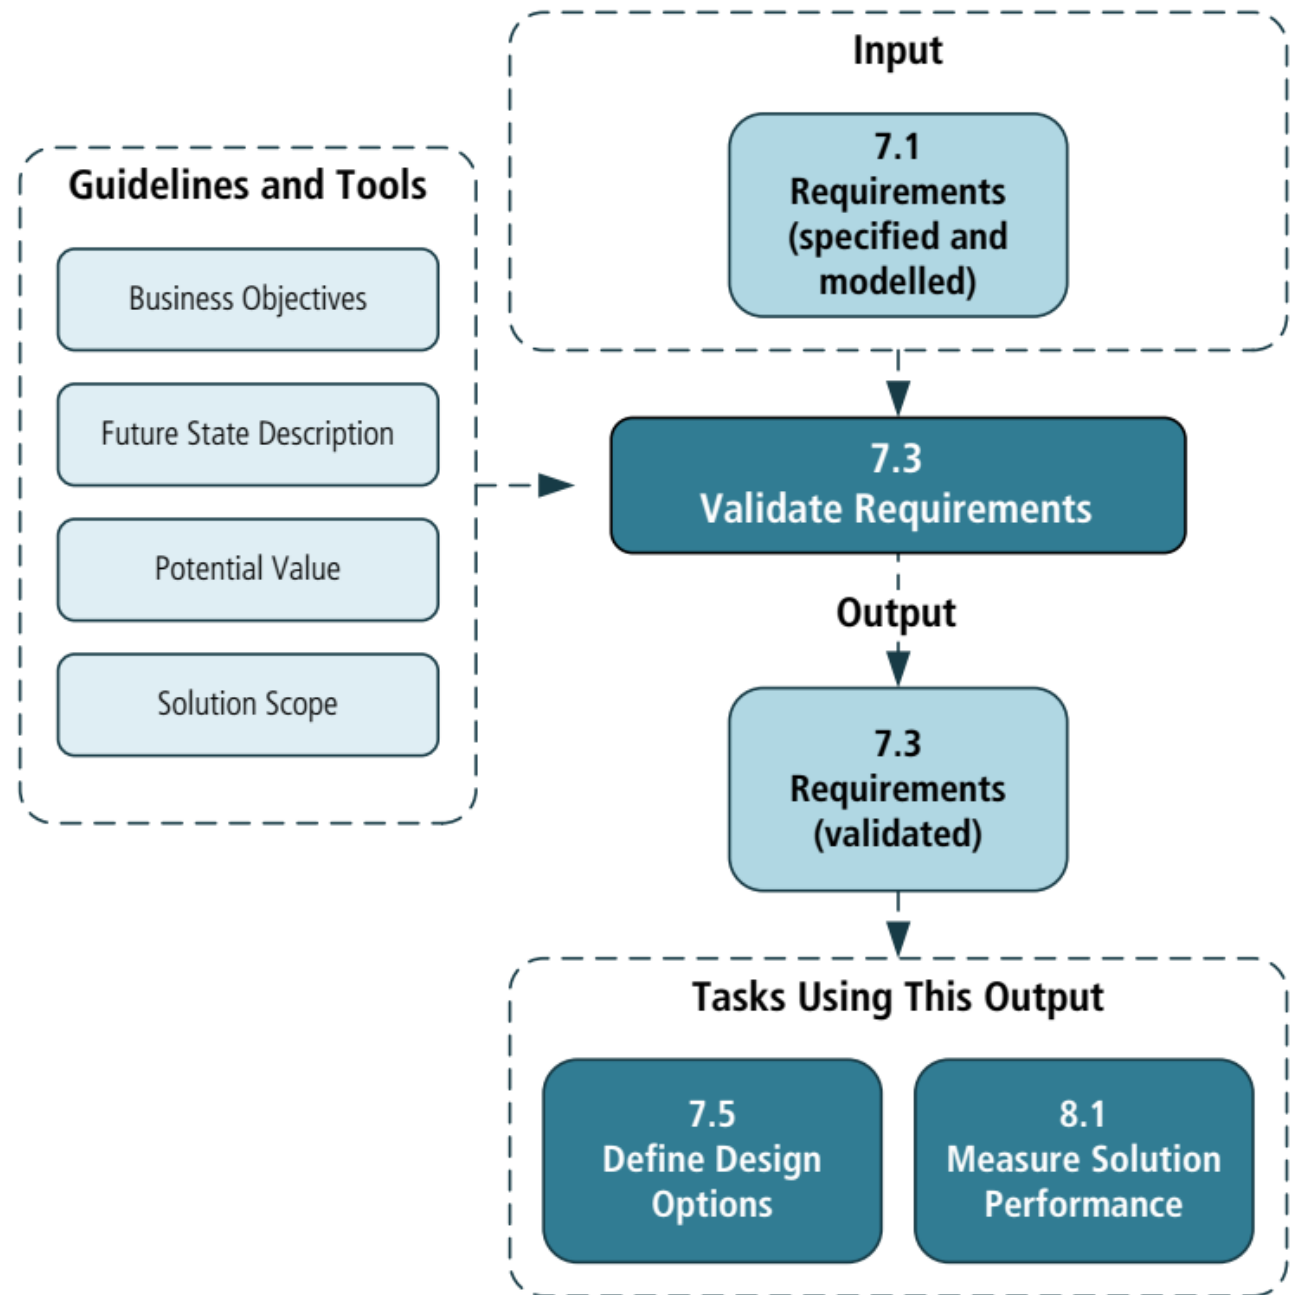 Input
7.1
Requirements
(specified and
modelled)
Guidelines and Tools
Business Objectives
Future State Description
Potential Value
Solution Scope
7.3
Validate Requirements
Output
7.3
Requirements
(validated)
Tasks Using This Output
7.5
Define Design
Options
8.1
Measure Solution
Performance